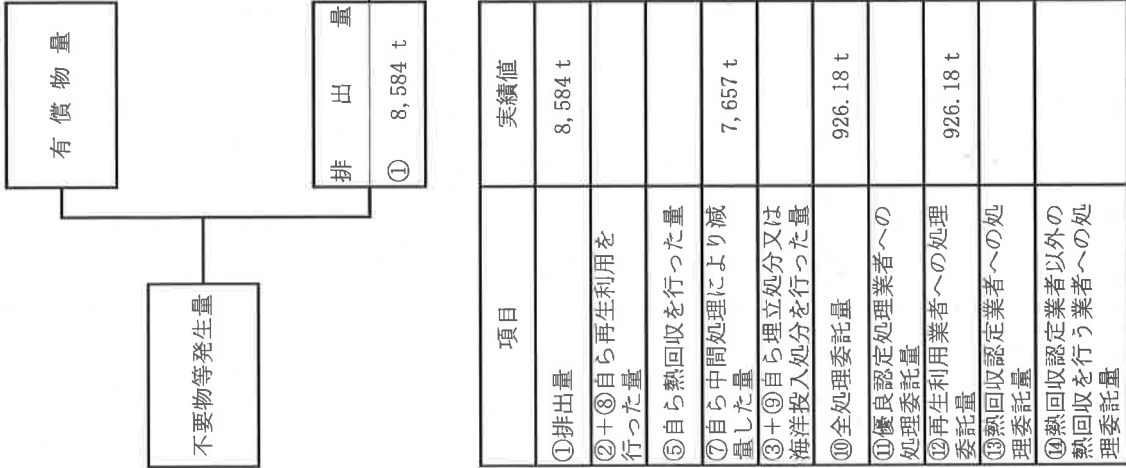 有 償 物 量
不要物等発生量
排 出 量
① 8,584 t
項目 実績値
①排出量 8,584 t
②+⑧自ら再生利用を
行った量
⑤自ら熱回収を行った量
⑦自ら中間処理により減
量した量 7,657 t
③+⑨自ら埋立処分又は
海洋投入処分を行った量
⑩全処理委託量 926.18 t
⑪優良認定処理業者への
処理委託量
⑫再生利用業者への処理
委託量 926.18 t
⑬熱回収認定業者への処
理委託量
⑭熱回収認定業者以外の
熱回収を行う業者への処
理委託量